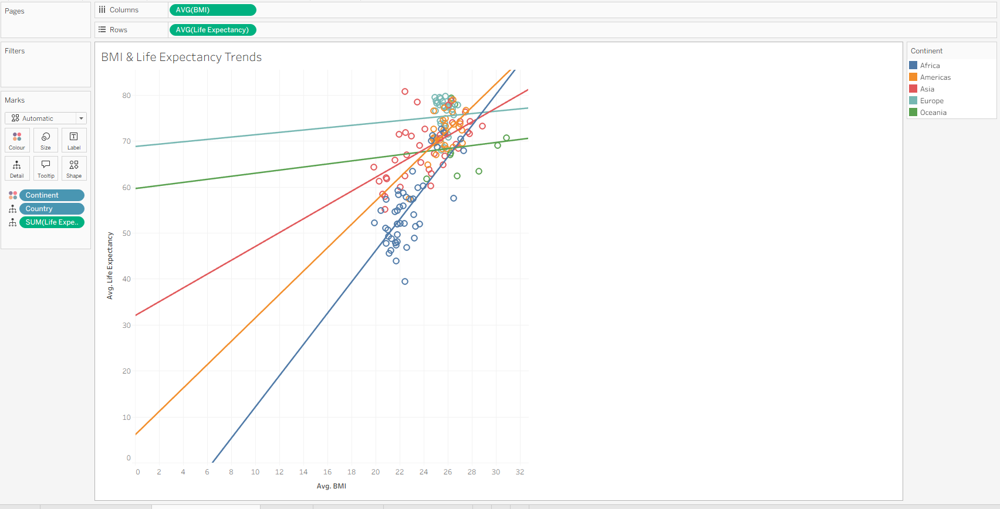 Pages
Columns
AVG(BMI)
Rows
AVG(Life Expectancy)
Filters
Marks
Automatic
Colour
Size
Label
Detail
Tooltip
Shape
Continent
Country
SUM(Life Expe..
BMI & Life Expectancy Trends
80
70
60
50
40
30
20
10
0
Avg. Life Expectancy
0 2 4 6 8 10 12 14 16 18 20 22 24 26 28 30 32
Avg. BMI
Continent
Africa
Americas
Asia
Europe
Oceania